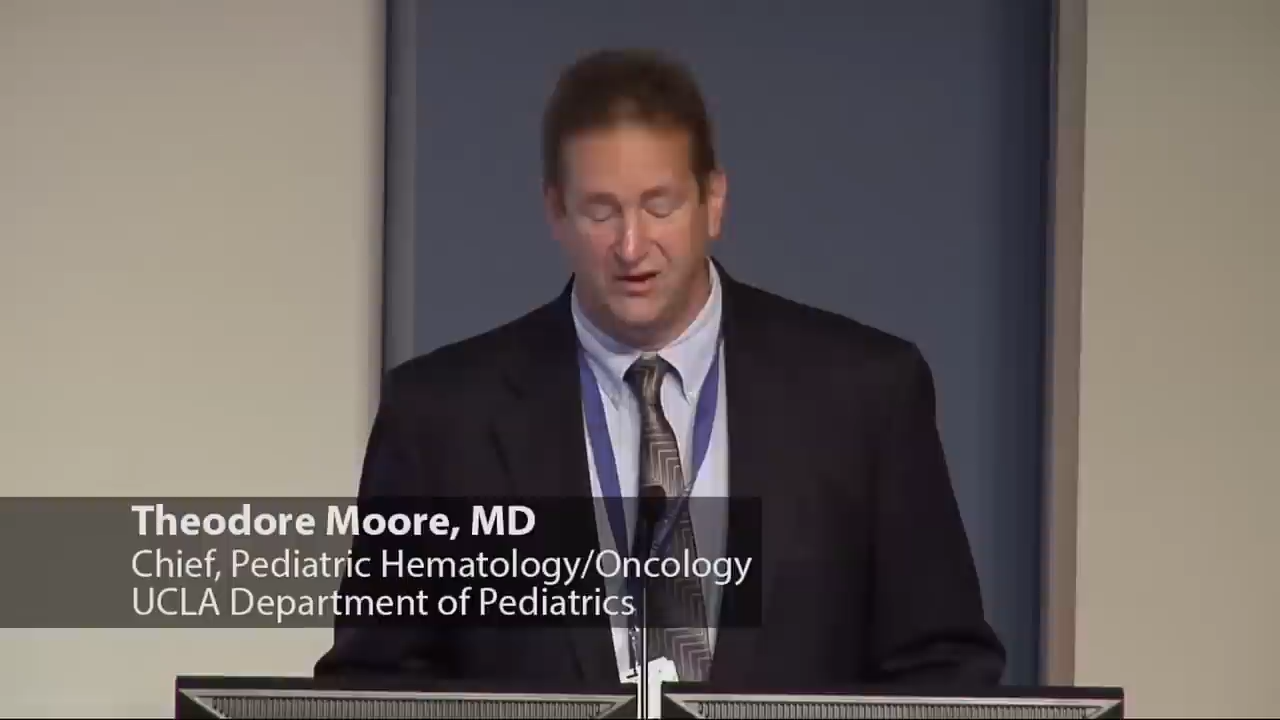 Theodore Moore, MD
Chief, Pediatric Hematology/Oncology
UCLA Department of Pediatrics